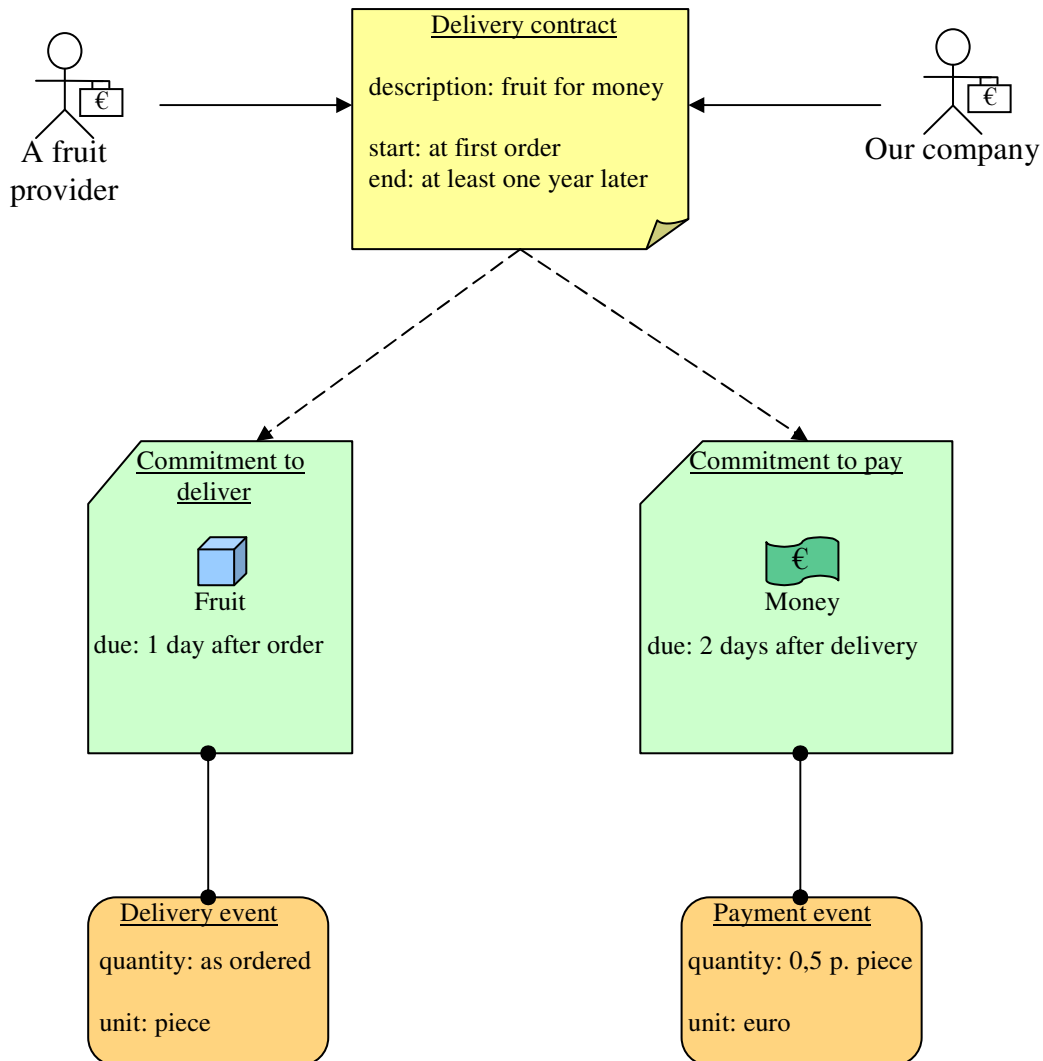 Delivery contract
description: fruit for money
start: at first order
end: at least one year later
€
A fruit
provider
€
Our company
Commitment to
deliver
Fruit
due: 1 day after order
Commitment to pay
€
Money
due: 2 days after delivery
Delivery event
quantity: as ordered
unit: piece
Payment event
quantity: 0,5 p. piece
unit: euro